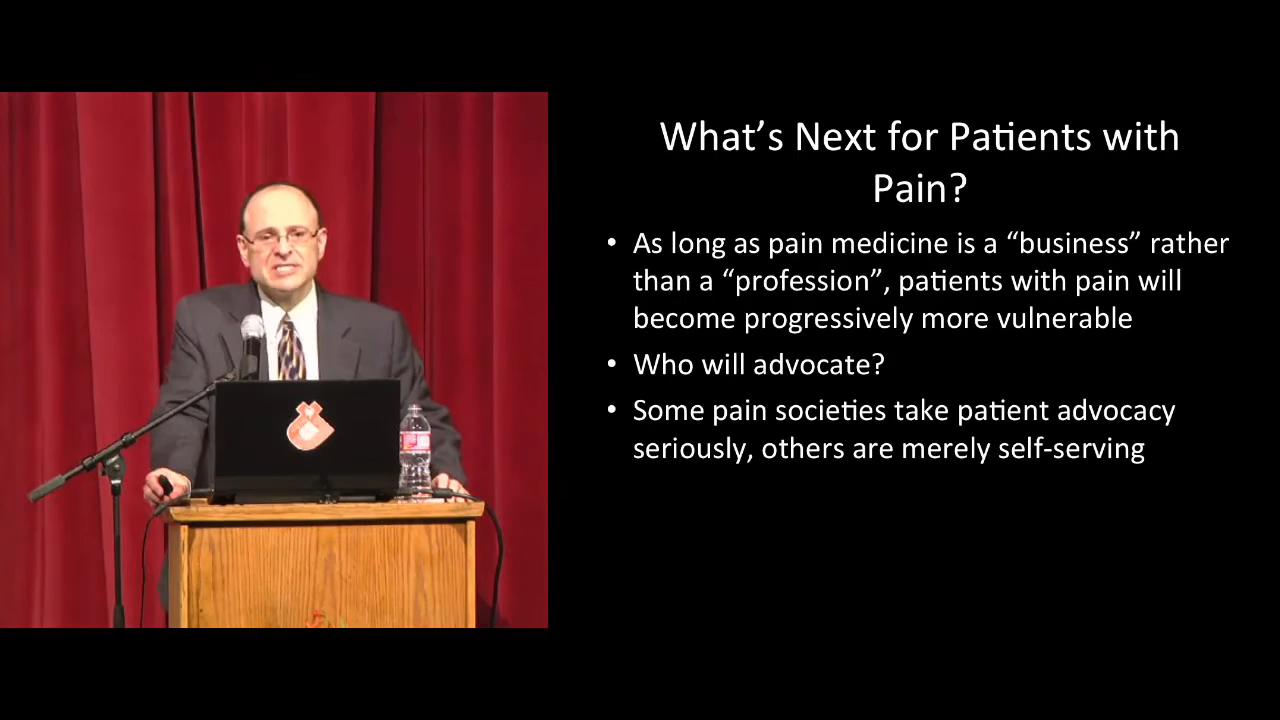 What’s Next for Patients with
Pain?
• As long as pain medicine is a “business” rather
than a “profession”, patients with pain will
become progressively more vulnerable
• Who will advocate?
• Some pain societies take patient advocacy
seriously, others are merely self-serving